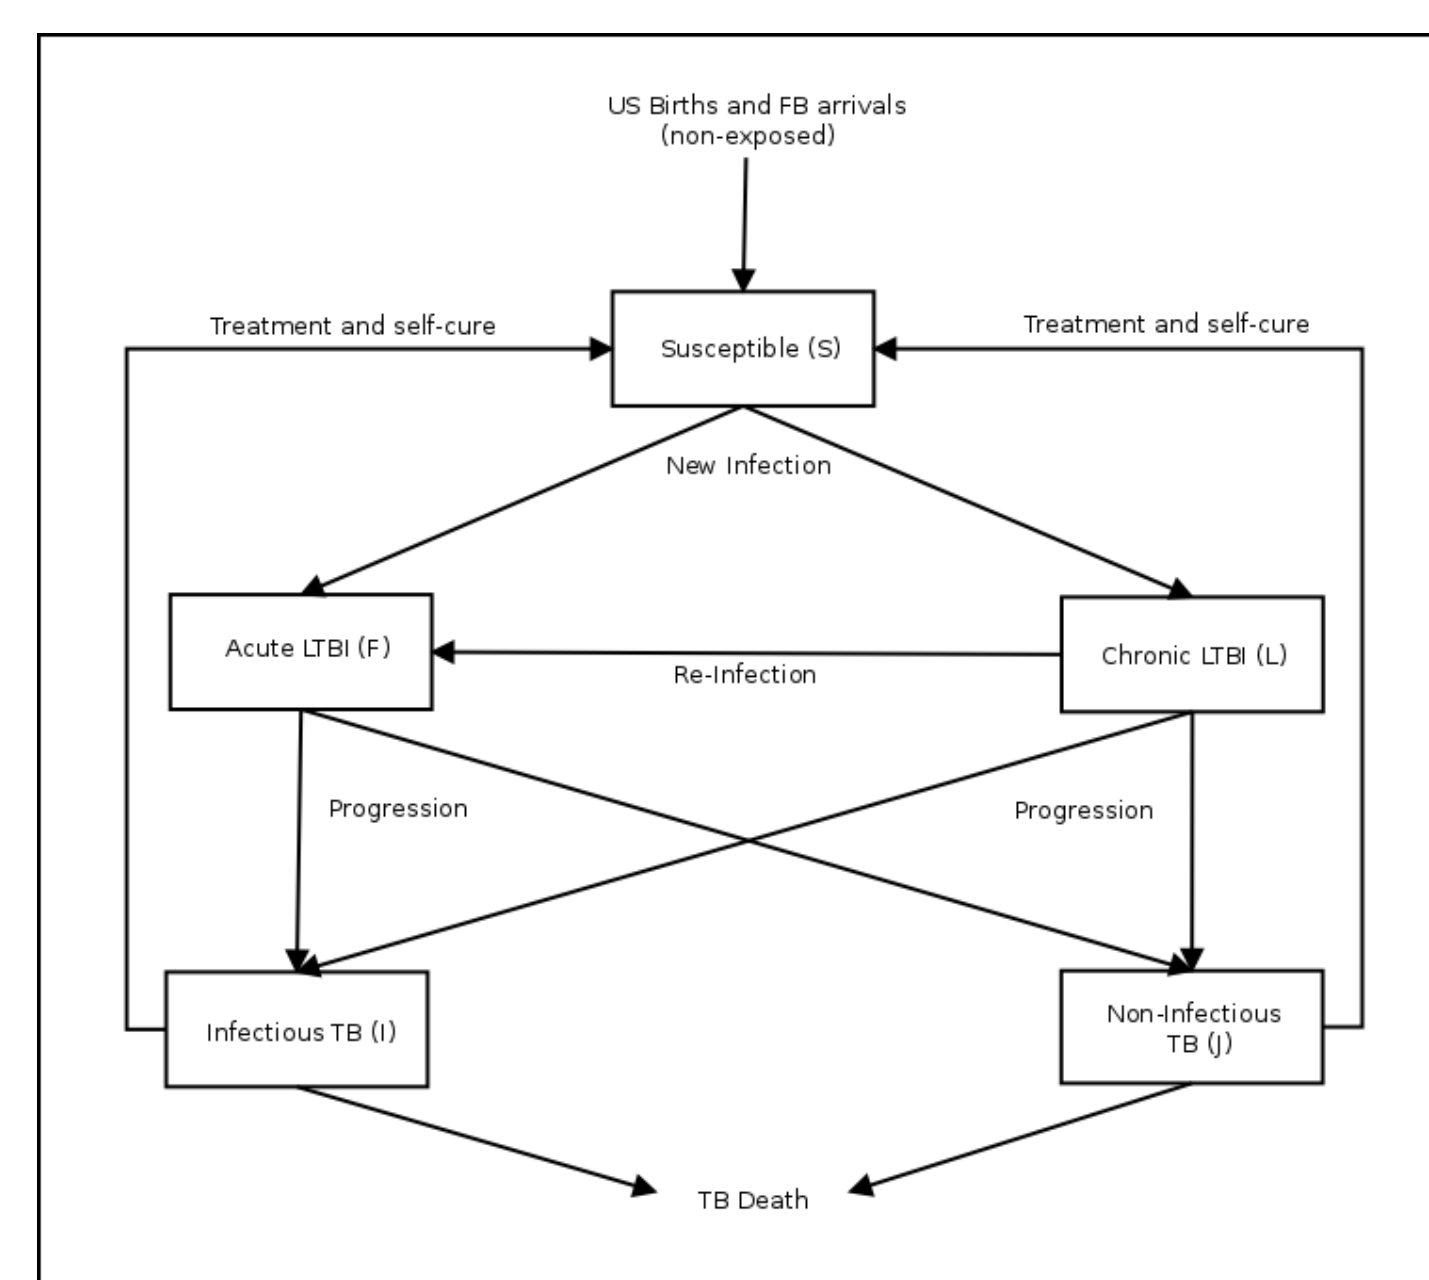 US Births and FB arrivals
(non-exposed)
Treatment and self-cure
Treatment and self-cure
Susceptible (S)
New Infection
Acute LTBI (F)
Chronic LTBI (L)
Re-Infection
Progression
Progression
Infectious TB (I)
Non-Infectious
TB (J)
TB Death